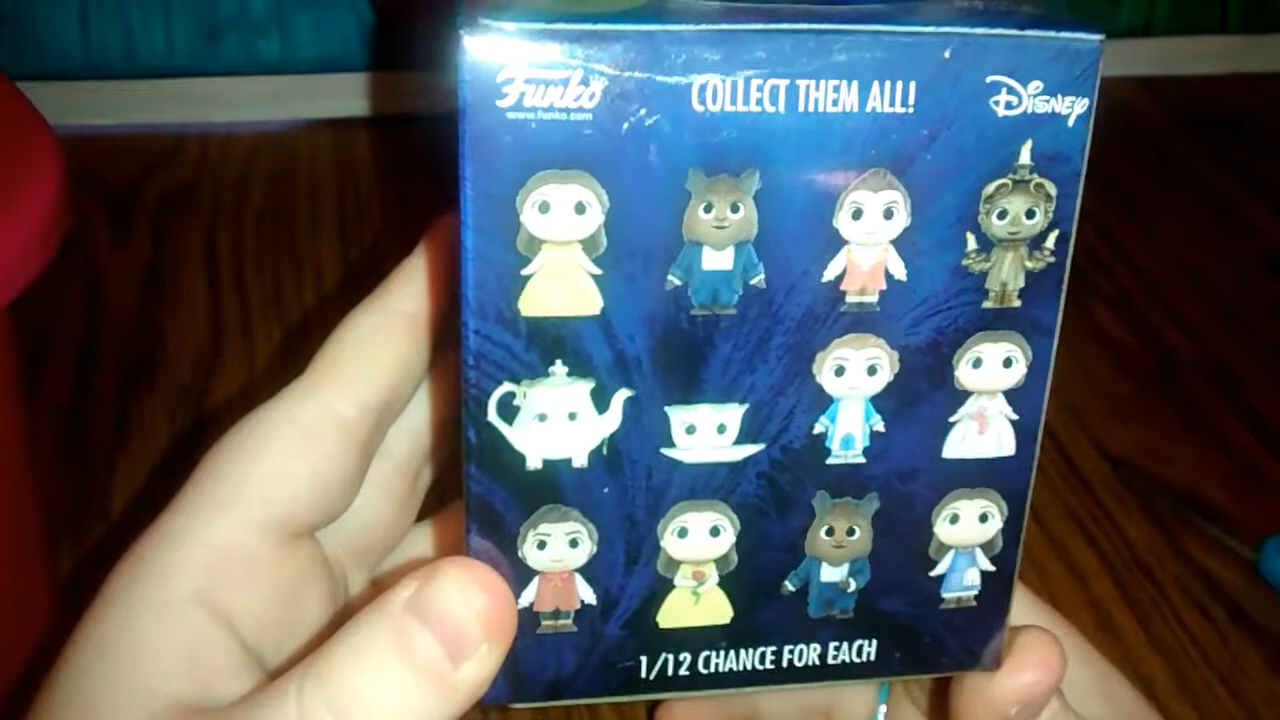 Funko
www.funko.com
COLLECT THEM ALL!
Disney
1/12 CHANCE FOR EACH